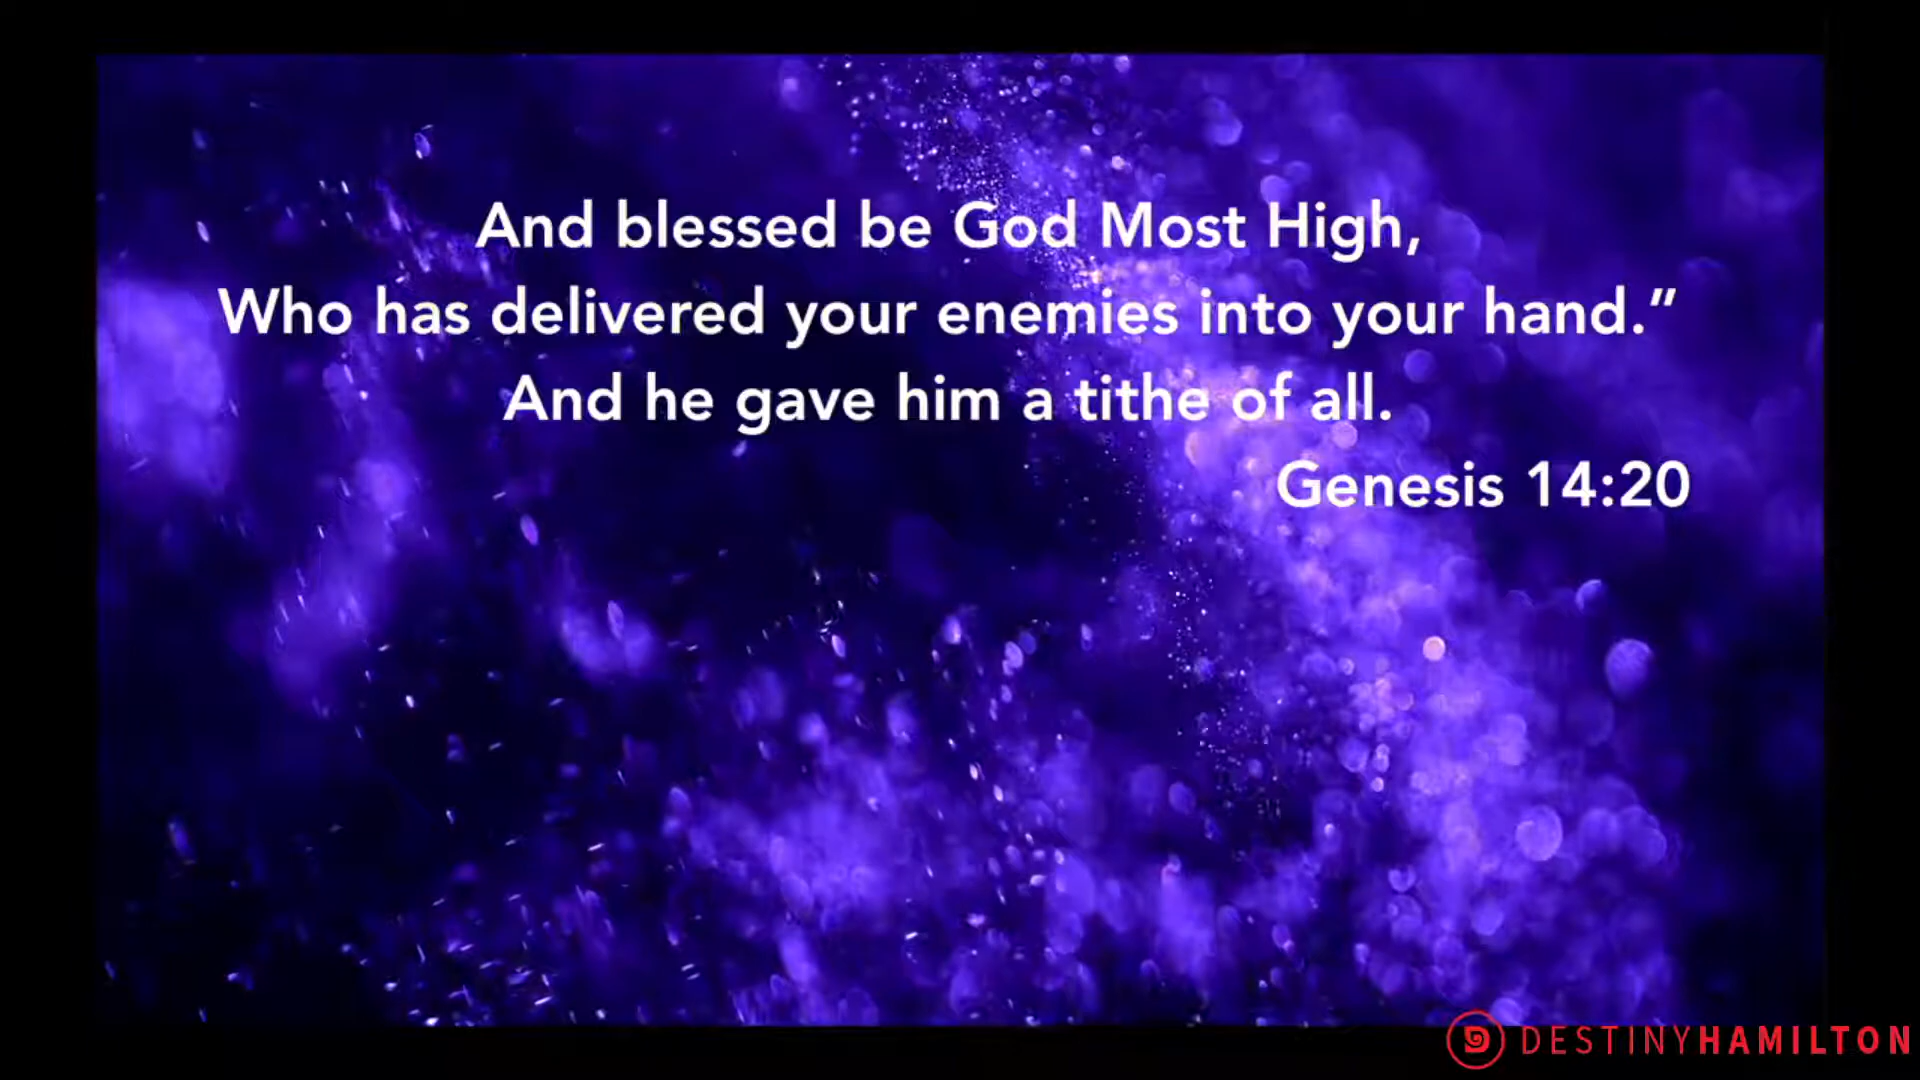 And blessed be God Most High,
Who has delivered your enemies into your hand.”
And he gave him a tithe of all.
Genesis 14:20
DESTINYHAMILTON